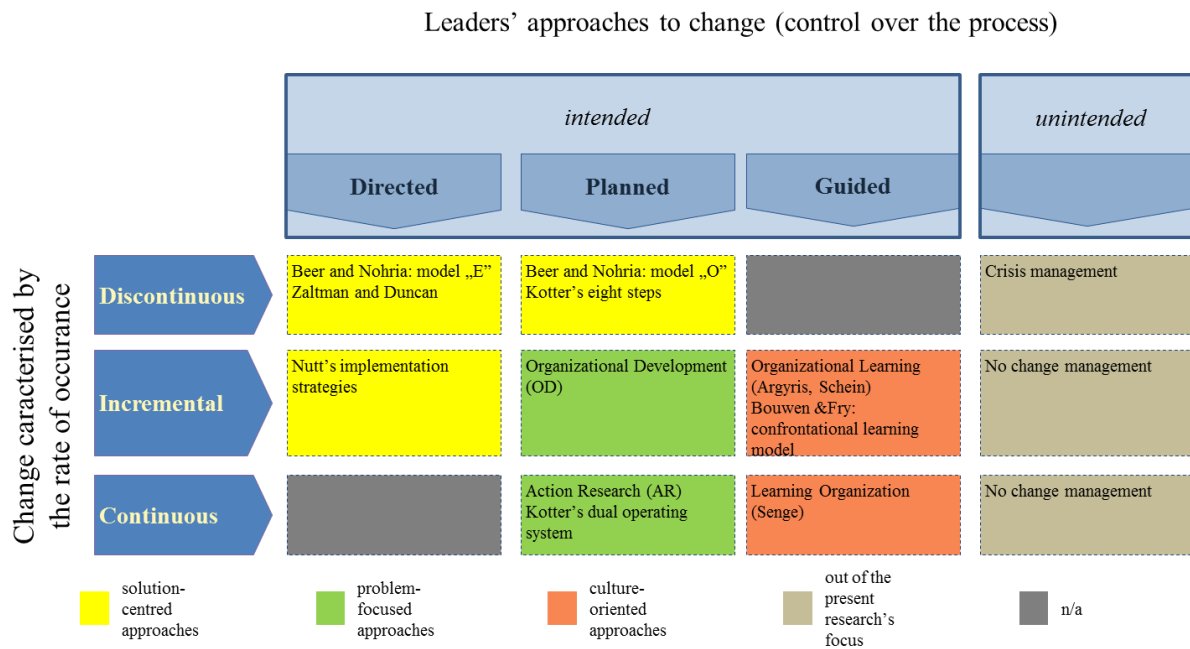 Leaders’ approaches to change (control over the process)
intended
unintended
Directed
Planned
Guided
Change caracterised by
the rate of occurance
Discontinuous
Beer and Nohria: model „E”
Zaltman and Duncan
Beer and Nohria: model „O”
Kotter’s eight steps
Crisis management
Incremental
Nutt’s implementation
strategies
Organizational Development
(OD)
Organizational Learning
(Argyris, Schein)
Bouwen &Fry:
confrontational learning
model
No change management
Continuous
Action Research (AR)
Kotter’s dual operating
system
Learning Organization
(Senge)
No change management
solution-
centred
approaches
problem-
focused
approaches
culture-
oriented
approaches
out of the
present
research’s
focus
n/a